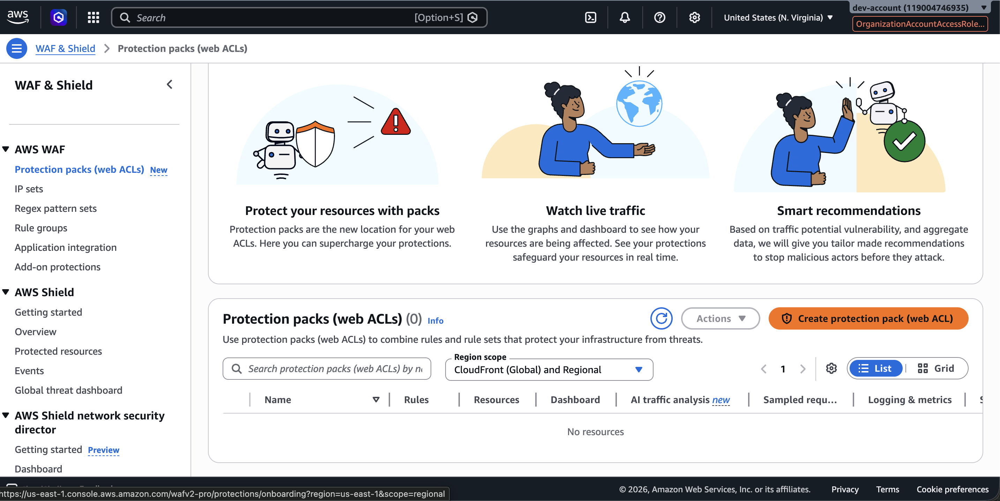 aws
Search
[Option+S]
United States (N. Virginia)
dev-account (119004746935)
OrganizationAccountAccessRole...
WAF & Shield
Protection packs (web ACLs)
WAF & Shield
AWS WAF
Protection packs (web ACLs) New
IP sets
Regex pattern sets
Rule groups
Application integration
Add-on protections
AWS Shield
Getting started
Overview
Protected resources
Events
Global threat dashboard
AWS Shield network security
director
Getting started Preview
Dashboard
Protect your resources with packs
Protection packs are the new location for your web
ACLs. Here you can supercharge your protections.
Watch live traffic
Use the graphs and dashboard to see how your
resources are being affected. See your protections
safeguard your resources in real time.
Smart recommendations
Based on traffic potential vulnerability, and aggregate
data, we will give you tailor made recommendations
to stop malicious actors before they attack.
Protection packs (web ACLs) (0) Info
Actions
Create protection pack (web ACL)
Use protection packs (web ACLs) to combine rules and rule sets that protect your infrastructure from threats.
Search protection packs (web ACLs) by n
Region scope
CloudFront (Global) and Regional
1
List
Grid
Name
Rules
Resources
Dashboard
AI traffic analysis new
Sampled requ...
Logging & metrics
No resources
© 2026, Amazon Web Services, Inc. or its affiliates.
Privacy
Terms
Cookie preferences
https://us-east-1.console.aws.amazon.com/wafv2-pro/protections/onboarding?region=us-east-1&scope=regional